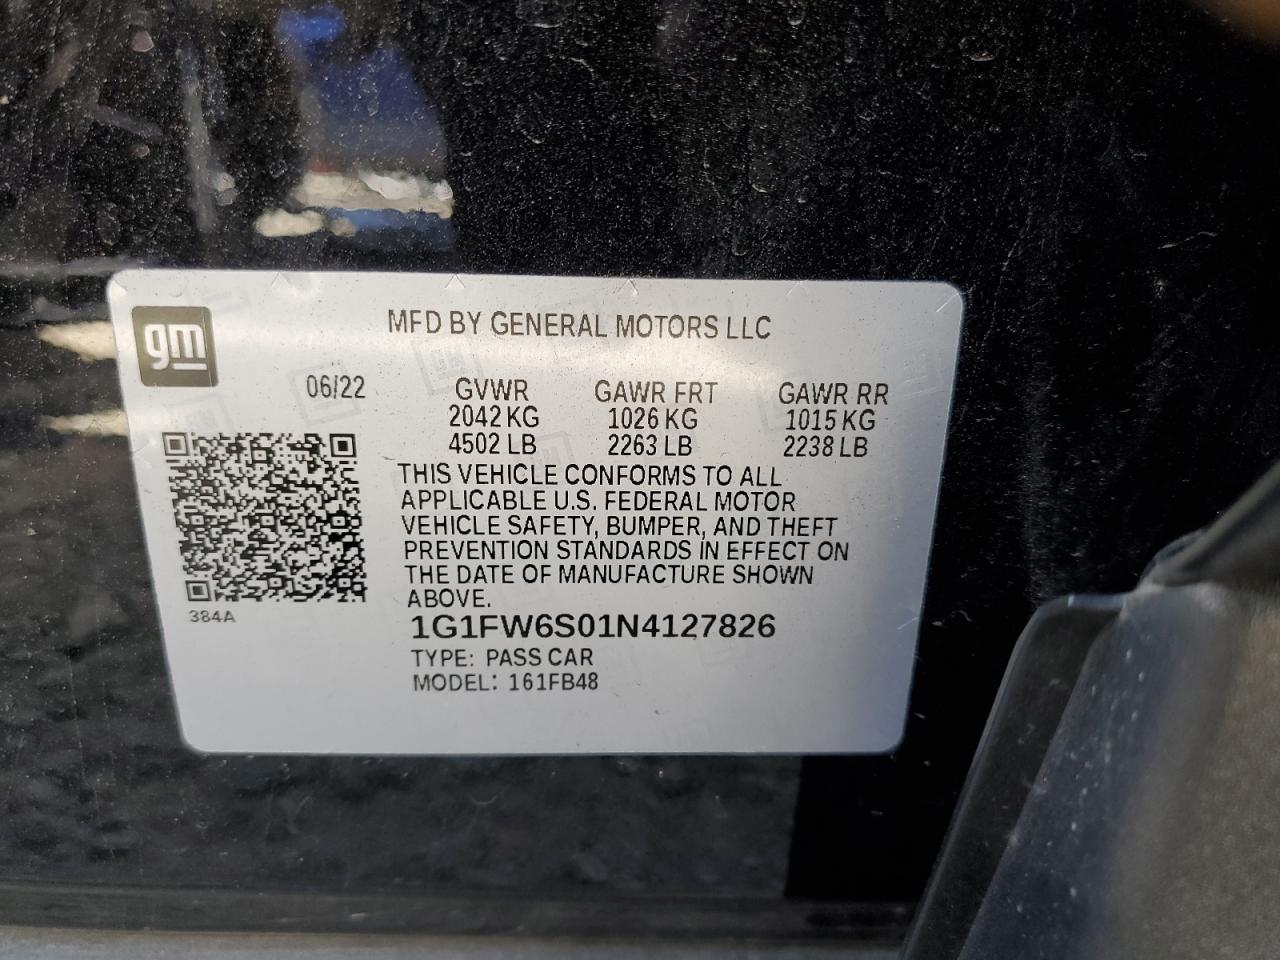 gm
MFD BY GENERAL MOTORS LLC
06/22 GVWR GAWR FRT GAWR RR
2042 KG 1026 KG 1015 KG
4502 LB 2263 LB 2238 LB
THIS VEHICLE CONFORMS TO ALL
APPLICABLE U.S. FEDERAL MOTOR
VEHICLE SAFETY, BUMPER, AND THEFT
PREVENTION STANDARDS IN EFFECT ON
THE DATE OF MANUFACTURE SHOWN
ABOVE.
384A
1G1FW6S01N4127826
TYPE: PASS CAR
MODEL: 161FB48